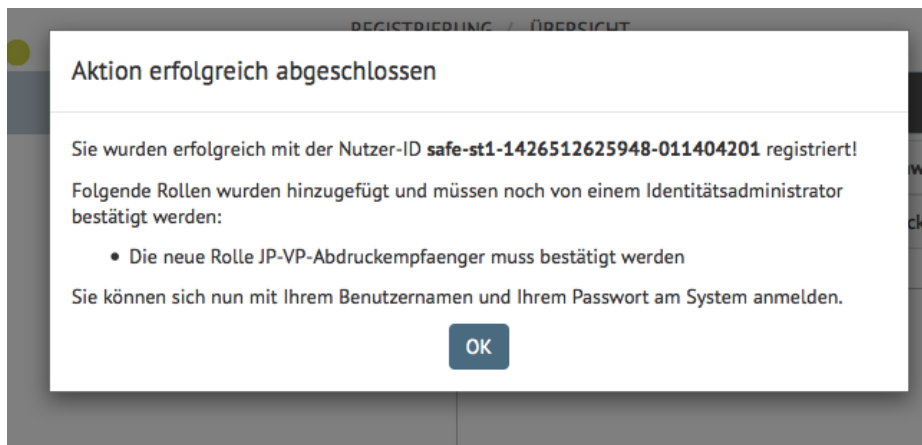 REGISTRIERUNG / ÜBERSICHT
Aktion erfolgreich abgeschlossen
Sie wurden erfolgreich mit der Nutzer-ID safe-st1-1426512625948-011404201 registriert!
Folgende Rollen wurden hinzugefügt und müssen noch von einem Identitätsadministrator
bestätigt werden:
• Die neue Rolle JP-VP-Abdruckempfaenger muss bestätigt werden
Sie können sich nun mit Ihrem Benutzernamen und Ihrem Passwort am System anmelden.
OK